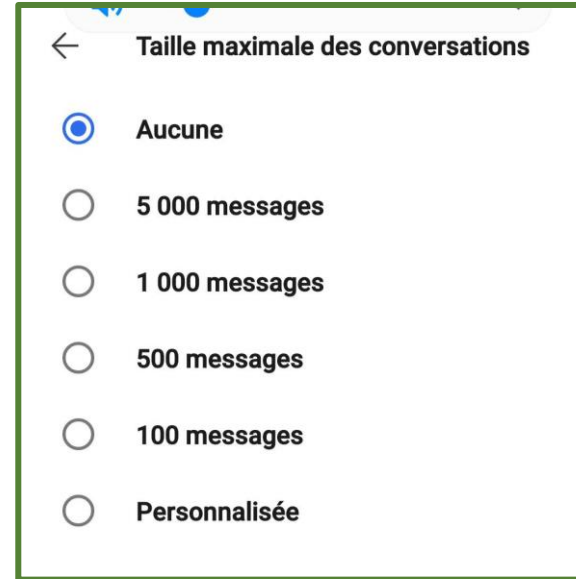 Taille maximale des conversations
Aucune
5 000 messages
1 000 messages
500 messages
100 messages
Personnalisée